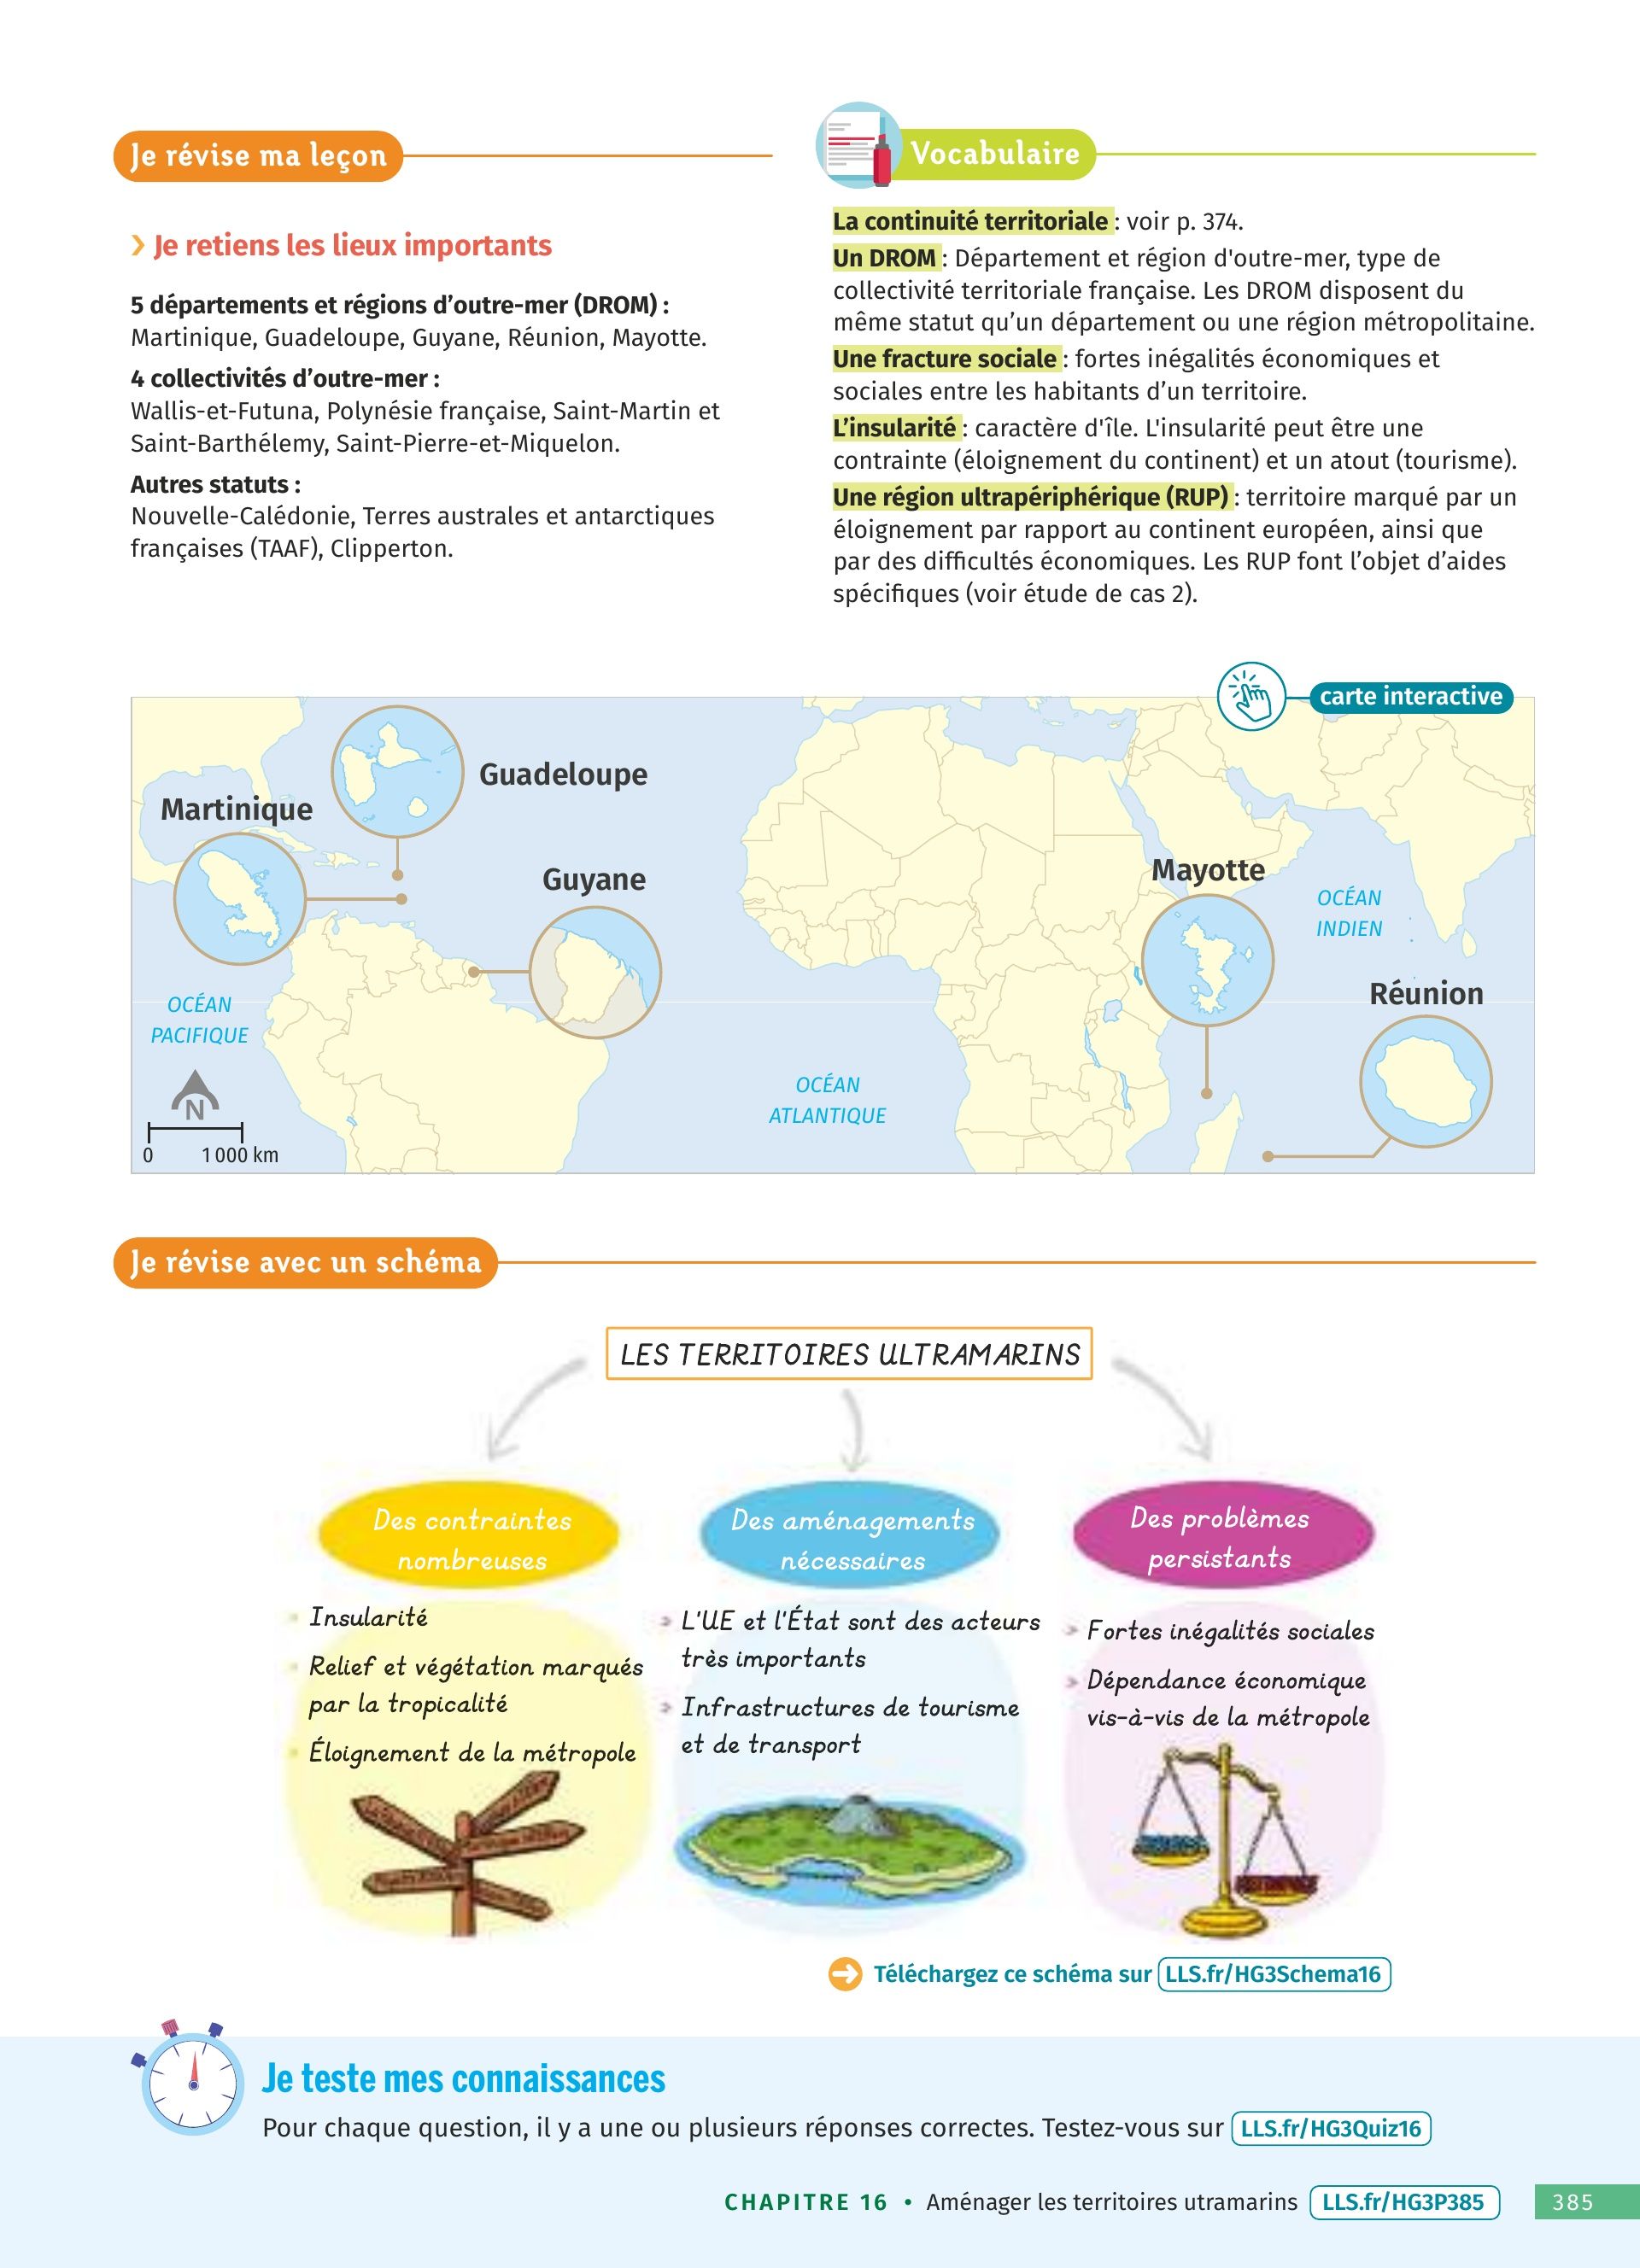 Je révise ma leçon
› Je retiens les lieux importants
5 départements et régions d’outre-mer (DROM) :
Martinique, Guadeloupe, Guyane, Réunion, Mayotte.
4 collectivités d’outre-mer :
Wallis-et-Futuna, Polynésie française, Saint-Martin et
Saint-Barthélemy, Saint-Pierre-et-Miquelon.
Autres statuts :
Nouvelle-Calédonie, Terres australes et antarctiques
françaises (TAAF), Clipperton.
Vocabulaire
La continuité territoriale : voir p. 374.
Un DROM : Département et région d'outre-mer, type de
collectivité territoriale française. Les DROM disposent du
même statut qu’un département ou une région métropolitaine.
Une fracture sociale : fortes inégalités économiques et
sociales entre les habitants d’un territoire.
L’insularité : caractère d'île. L'insularité peut être une
contrainte (éloignement du continent) et un atout (tourisme).
Une région ultrapériphérique (RUP) : territoire marqué par un
éloignement par rapport au continent européen, ainsi que
par des difficultés économiques. Les RUP font l’objet d’aides
spécifiques (voir étude de cas 2).
carte interactive
Guadeloupe
Martinique
Guyane
Mayotte
OCÉAN
INDIEN
Réunion
OCÉAN
PACIFIQUE
OCÉAN
ATLANTIQUE
N
0 1 000 km
Je révise avec un schéma
LES TERRITOIRES ULTRAMARINS
Des contraintes
nombreuses
Insularité
Relief et végétation marqués
par la tropicalité
Éloignement de la métropole
Des aménagements
nécessaires
L'UE et l'État sont des acteurs
très importants
Infrastructures de tourisme
et de transport
Des problèmes
persistants
Fortes inégalités sociales
Dépendance économique
vis-à-vis de la métropole
Téléchargez ce schéma sur LLS.fr/HG3Schema16
Je teste mes connaissances
Pour chaque question, il y a une ou plusieurs réponses correctes. Testez-vous sur LLS.fr/HG3Quiz16
CHAPITRE 16 • Aménager les territoires utramarins LLS.fr/HG3P385 385